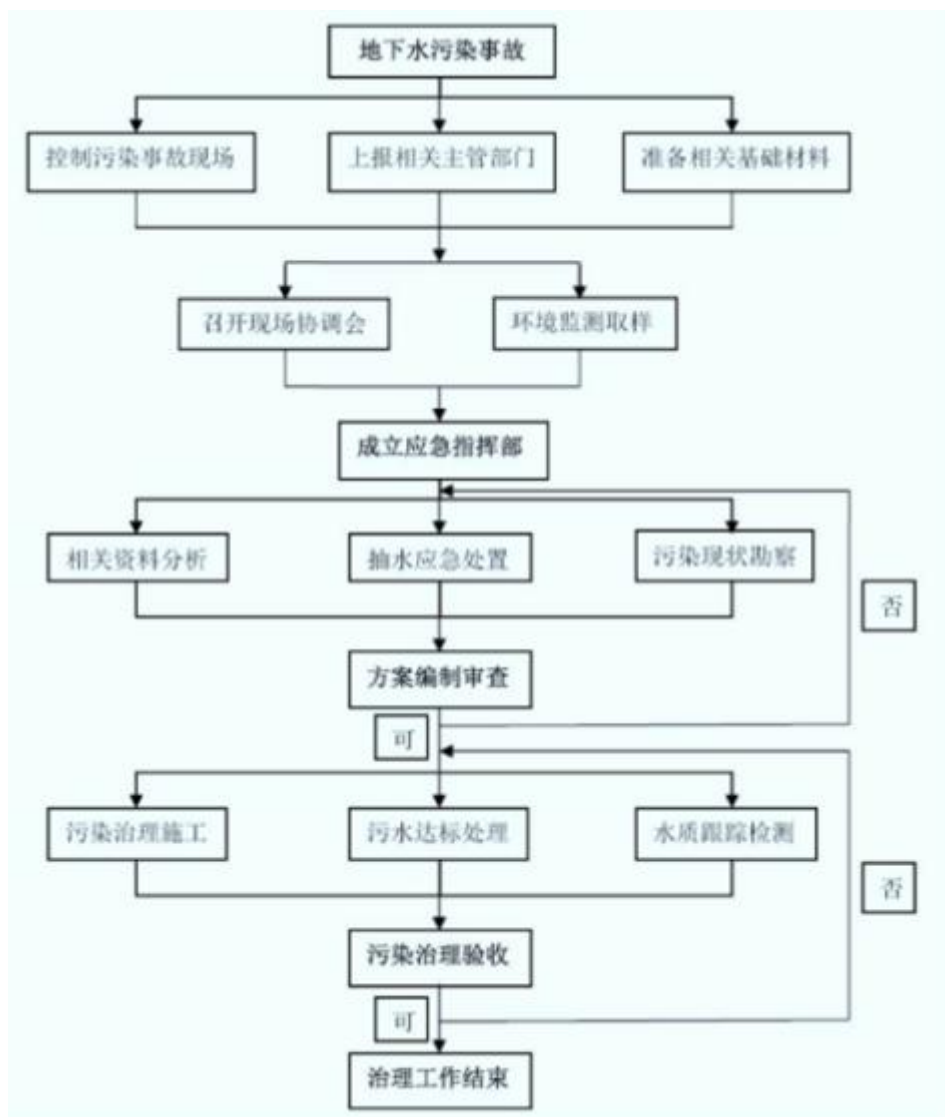 地下水污染事故
控制污染事故现场
上报相关主管部门
准备相关基础材料
召开现场协调会
环境监测取样
成立应急指挥部
相关资料分析
抽水应急处置
污染现状勘察
否
方案编制审查
可
污染治理施工
污水达标处理
水质跟踪检测
否
污染治理验收
可
治理工作结束